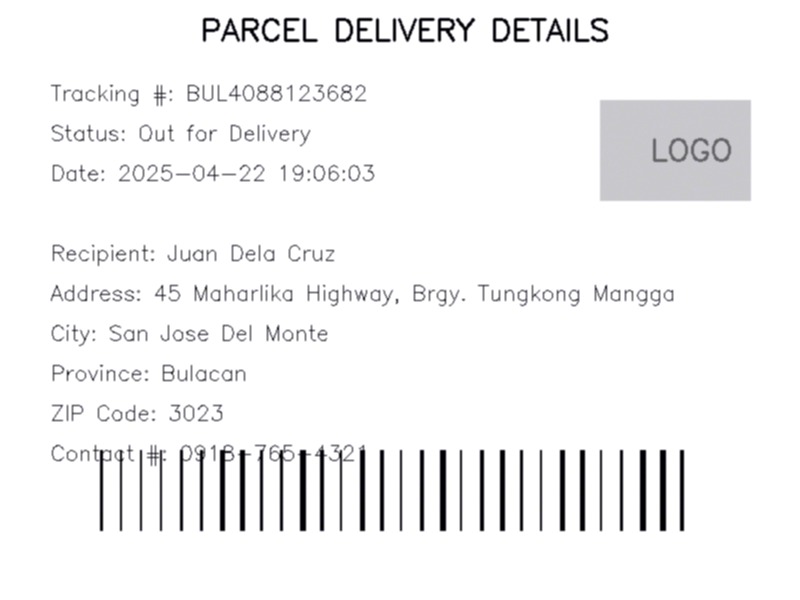 PARCEL DELIVERY DETAILS
Tracking #: BUL4088123682
Status: Out for Delivery
Date: 2025-04-22 19:06:03
LOGO
Recipient: Juan Dela Cruz
Address: 45 Maharlika Highway, Brgy. Tungkong Mangga
City: San Jose Del Monte
Province: Bulacan
ZIP Code: 3023
Contact #: 0918-765-4321